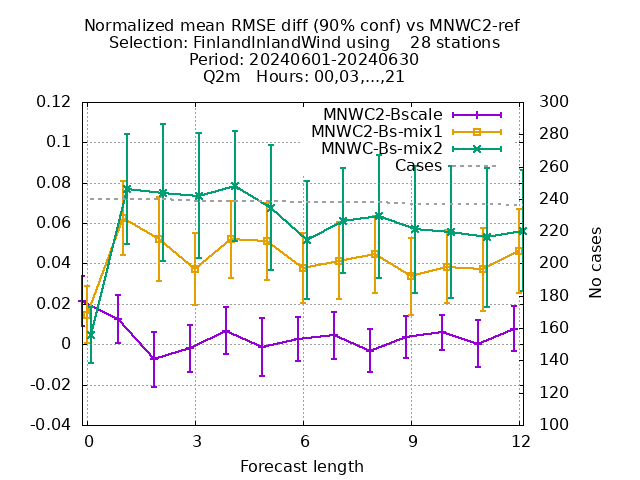 Normalized mean RMSE diff (90% conf) vs MNWC2-ref
Selection: FinlandInlandWind using    28 stations
Period: 20240601-20240630
Q2m   Hours: 00,03,...,21
MNWC2-Bscale
MNWC2-Bs-mix1
MNWC-Bs-mix2
Cases
0.12
0.1
0.08
0.06
0.04
0.02
0
-0.02
-0.04
300
280
260
240
220
200
180
160
140
120
100
No cases
0 3 6 9 12
Forecast length